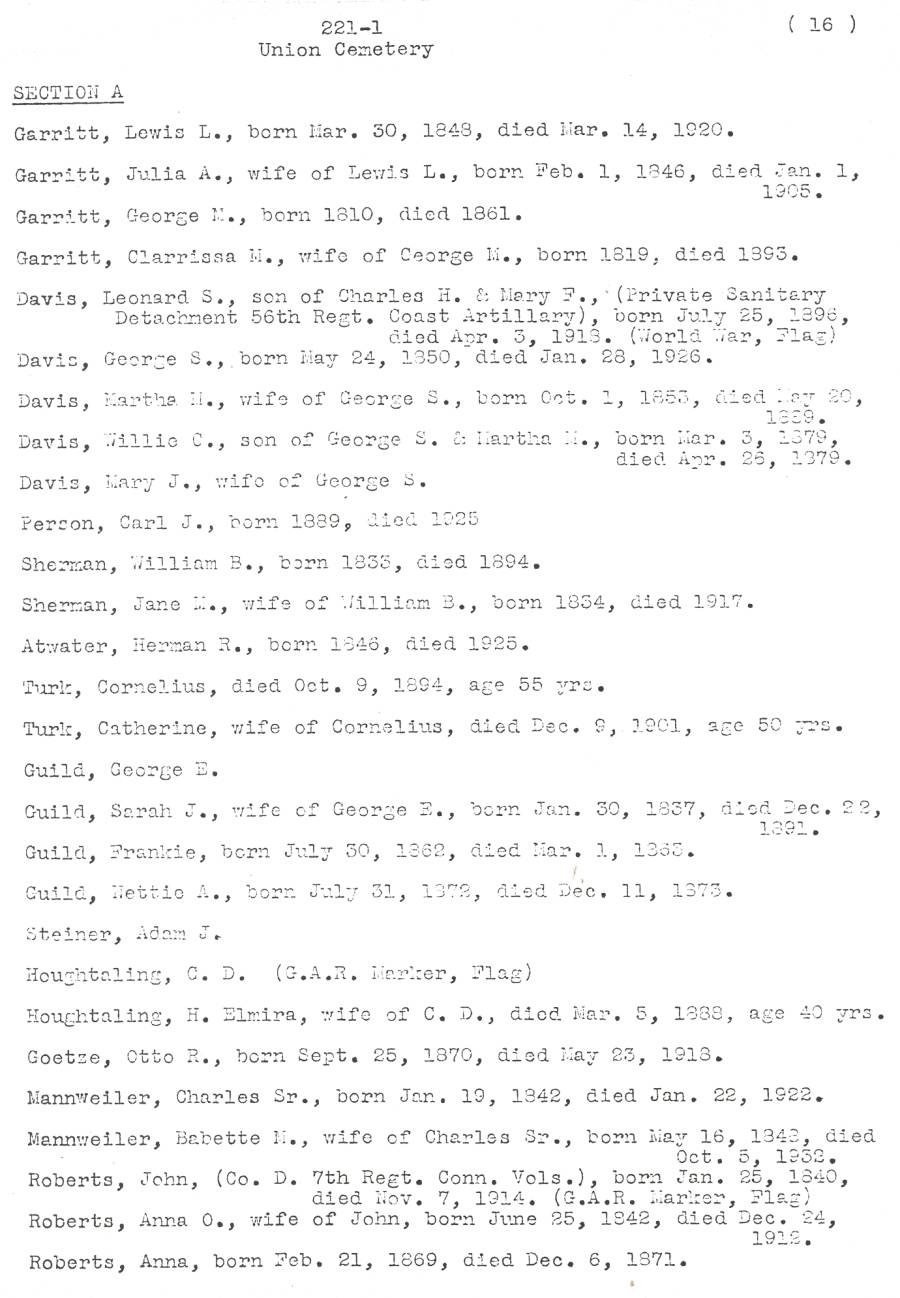 221-1
( 16 )
Union Cemetery
SECTION A
Garritt, Lewis L., born Mar. 30, 1848, died Mar. 14, 1920.
Garritt, Julia A., wife of Lewis L., born Feb. 1, 1846, died Jan. 1,
1905.
Garritt, George M., born 1810, died 1861.
Garritt, Clarrissa M., wife of George M., born 1819, died 1893.
Davis, Leonard S., son of Charles H. & Mary F., (Private Sanitary
Detachment 56th Regt. Coast Artillary), born July 25, 1896,
died Apr. 3, 1918. (World War, Flag)
Davis, George S., born May 24, 1850, died Jan. 28, 1926.
Davis, Martha M., wife of George S., born Oct. 1, 1853, died May 20,
1889.
Davis, Willie C., son of George S. & Martha M., born Mar. 3, 1879,
died Apr. 26, 1879.
Davis, Mary J., wife of George S.
Person, Carl J., born 1889, died 1925
Sherman, William B., born 1833, died 1894.
Sherman, Jane M., wife of William B., born 1834, died 1917.
Atwater, Herman R., born 1846, died 1925.
Turk, Cornelius, died Oct. 9, 1894, age 55 yrs.
Turk, Catherine, wife of Cornelius, died Dec. 9, 1901, age 50 yrs.
Guild, George E.
Guild, Sarah J., wife of George E., born Jan. 30, 1837, died Dec. 22,
1891.
Guild, Frankie, born July 30, 1862, died Mar. 1, 1863.
Guild, Nettie A., born July 31, 1872, died Dec. 11, 1873.
Steiner, Adam J.
Houghtaling, C. D. (G.A.R. Marker, Flag)
Houghtaling, H. Elmira, wife of C. D., died Mar. 5, 1888, age 40 yrs.
Goetze, Otto R., born Sept. 25, 1870, died May 23, 1918.
Mannweiler, Charles Sr., born Jan. 19, 1842, died Jan. 22, 1922.
Mannweiler, Babette M., wife of Charles Sr., born May 16, 1843, died
Oct. 5, 1932.
Roberts, John, (Co. D. 7th Regt. Conn. Vols.), born Jan. 25, 1840,
died Nov. 7, 1914. (G.A.R. Marker, Flag)
Roberts, Anna O., wife of John, born June 25, 1842, died Dec. 24,
Roberts, Anna, born Feb. 21, 1869, died Dec. 6, 1871.